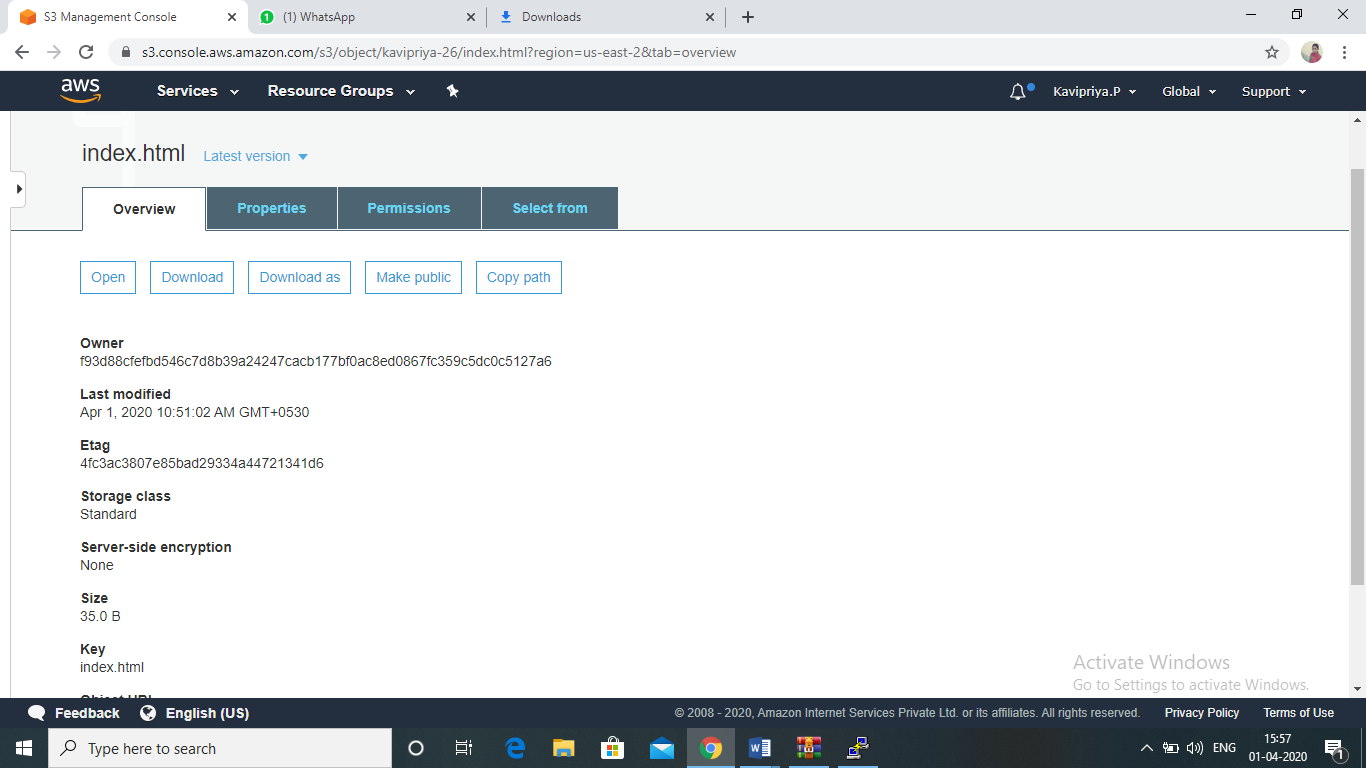 S3 Management Console
(1) WhatsApp
Downloads
s3.console.aws.amazon.com/s3/object/kavipriya-26/index.html?region=us-east-2&tab=overview
aws Services Resource Groups Kavipriya.P Global Support
index.html Latest version
Overview Properties Permissions Select from
Open Download Download as Make public Copy path
Owner
f93d88cfefbd546c7d8b39a24247cacb177bf0ac8ed0867fc359c5dc0c5127a6
Last modified
Apr 1, 2020 10:51:02 AM GMT+0530
Etag
4fc3ac3807e85bad29334a44721341d6
Storage class
Standard
Server-side encryption
None
Size
35.0 B
Key
index.html
Object URL
Activate Windows
Go to Settings to activate Windows.
Feedback English (US) © 2008 - 2020, Amazon Internet Services Private Ltd. or its affiliates. All rights reserved. Privacy Policy Terms of Use
Type here to search
ENG
15:57
01-04-2020
1